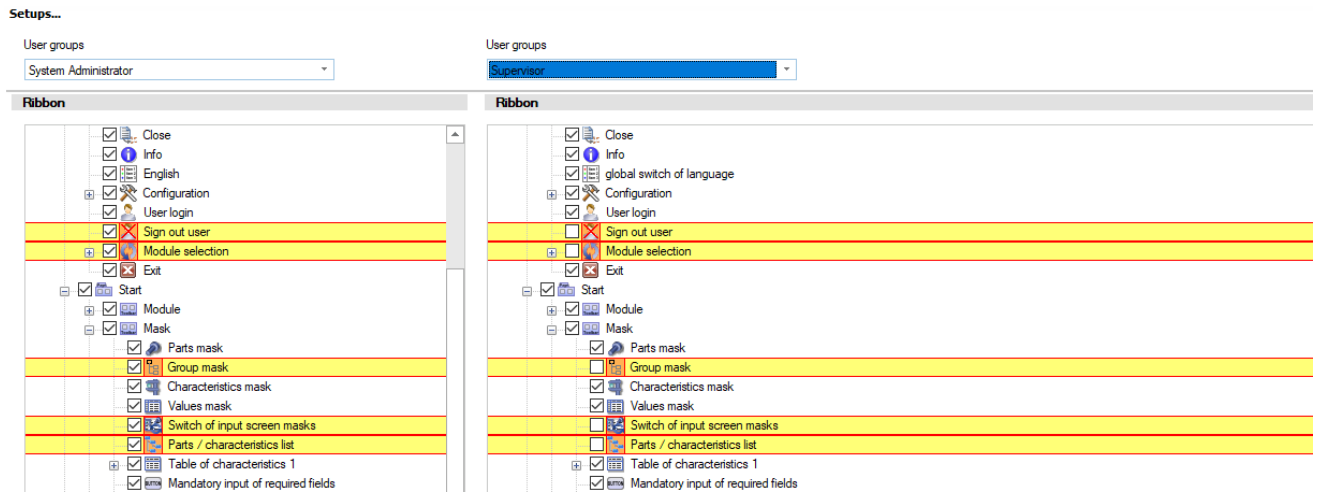 Setups...
User groups
User groups
System Administrator
Supervisor
Ribbon
Ribbon
Close
Info
English
Configuration
User login
Sign out user
Module selection
Exit
Start
Module
Mask
Parts mask
Group mask
Characteristics mask
Values mask
Switch of input screen masks
Parts / characteristics list
Table of characteristics 1
Mandatory input of required fields
Close
Info
global switch of language
Configuration
User login
Sign out user
Module selection
Exit
Start
Module
Mask
Parts mask
Group mask
Characteristics mask
Values mask
Switch of input screen masks
Parts / characteristics list
Table of characteristics 1
Mandatory input of required fields